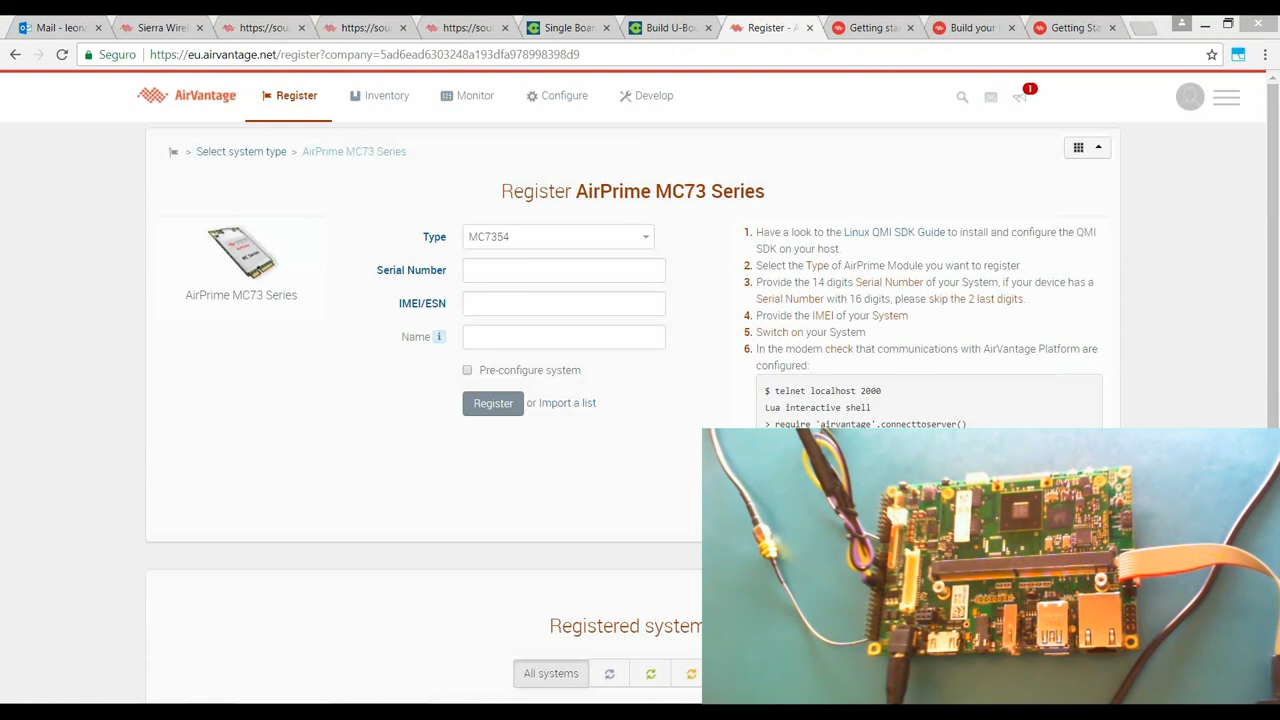 Mail - leona
Sierra Wirel
https://sou
https://sou
https://sou
Single Boar
Build U-Boo
Register - A
Getting sta
Build your
Getting Sta
Seguro
https://eu.airvantage.net/register?company=5ad6ead6303248a193dfa978998398d9
AirVantage
Register
Inventory
Monitor
Configure
Develop
1
> Select system type > AirPrime MC73 Series
Register AirPrime MC73 Series
AirPrime MC73 Series
Type
MC7354
Serial Number
IMEI/ESN
Name i
Pre-configure system
Register or Import a list
1. Have a look to the Linux QMI SDK Guide to install and configure the QMI
SDK on your host.
2. Select the Type of AirPrime Module you want to register
3. Provide the 14 digits Serial Number of your System, if your device has a
Serial Number with 16 digits, please skip the 2 last digits.
4. Provide the IMEI of your System
5. Switch on your System
6. In the modem check that communications with AirVantage Platform are
configured:
$ telnet localhost 2000
Lua interactive shell
> require 'airvantage'.connecttoserver()
Registered system
All systems